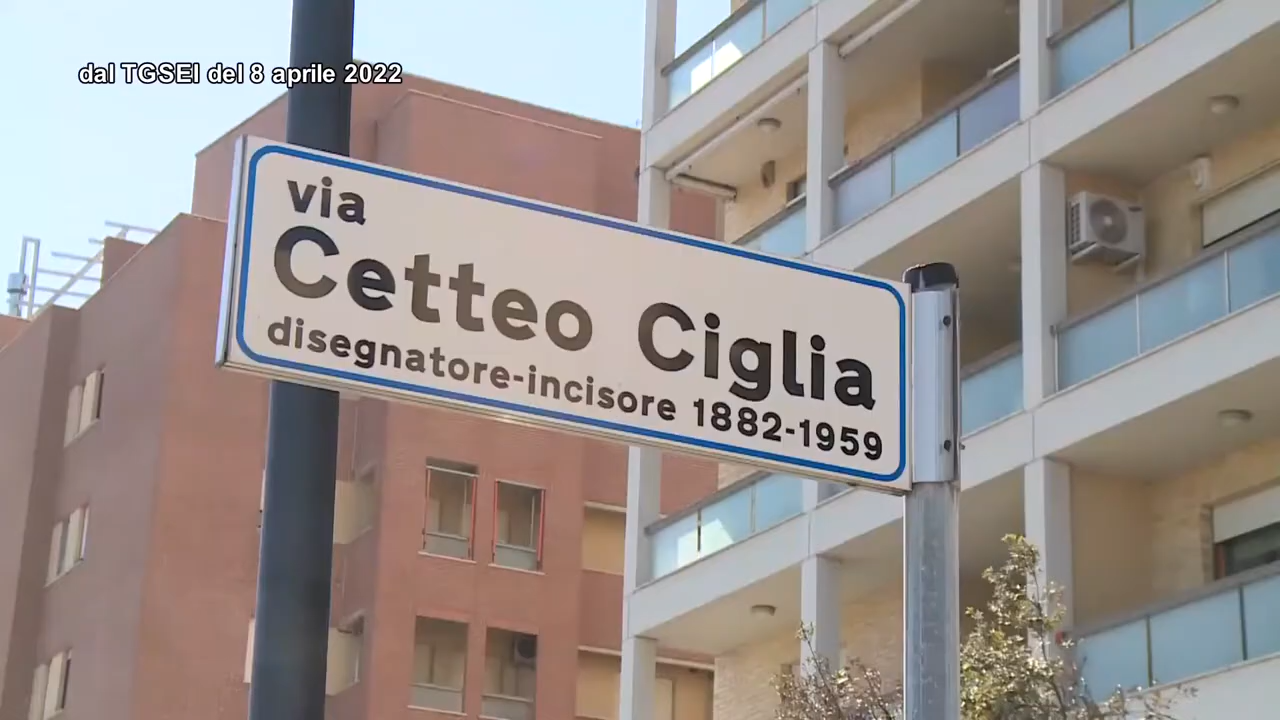 dal TGSEI del 8 aprile 2022
via
Cetteo Ciglia
disegnatore-incisore 1882-1959